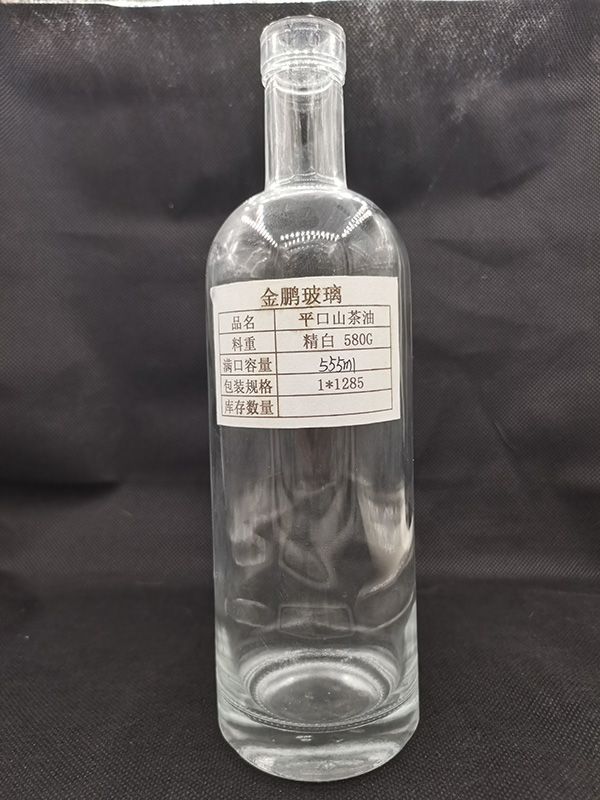 金鹏玻璃
品名 平口山茶油
料重 精白 580G
满口容量 555ml
包装规格 1*1285
库存数量